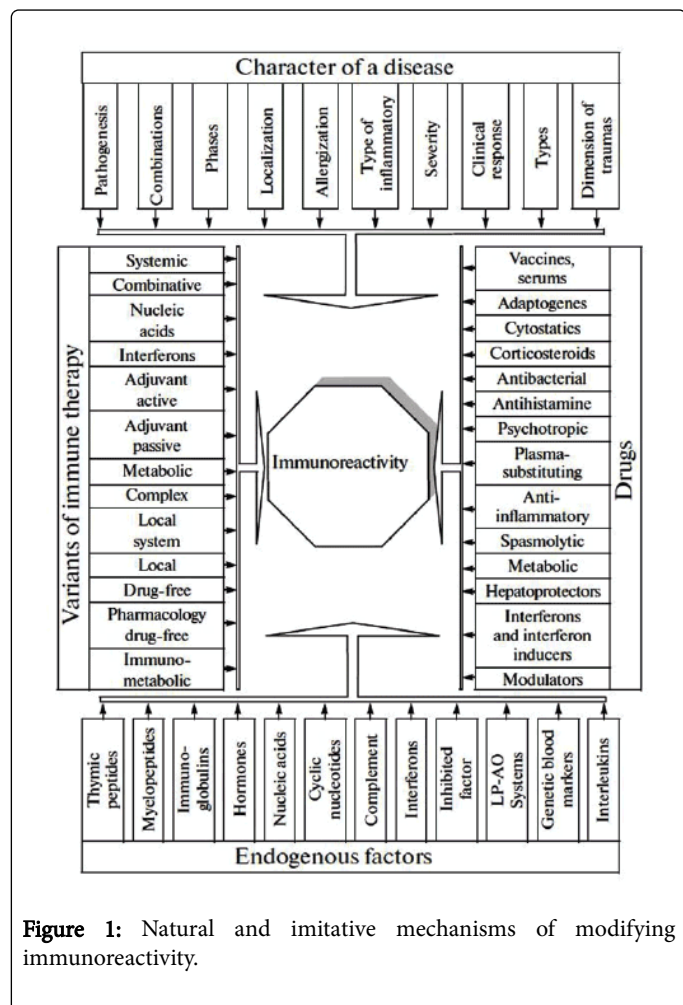 Character of a disease
Pathogenesis
Combinations
Phases
Localization
Allergization
Type of
inflammatory
Severity
Clinical
response
Types
Dimension of
traumas
Variants of immune therapy
Systemic
Combinative
Nucleic
acids
Interferons
Adjuvant
active
Adjuvant
passive
Metabolic
Complex
Local
system
Local
Drug-free
Pharmacology
drug-free
Immuno-
metabolic
Immunoreactivity
Vaccines,
serums
Adaptogenes
Cytostatics
Corticosteroids
Antibacterial
Antihistamine
Psychotropic
Plasma-
substituting
Anti-
inflammatory
Spasmolytic
Metabolic
Hepatoprotectors
Interferons
and interferon
inducers
Modulators
Drugs
Thymic
peptides
Myelopeptides
Immuno-
globulins
Hormones
Nucleic acids
Cyclic
nucleotides
Complement
Interferons
Inhibited
factor
LP-AO
Systems
Genetic blood
markers
Interleukins
Endogenous factors
Figure 1: Natural and imitative mechanisms of modifying
immunoreactivity.